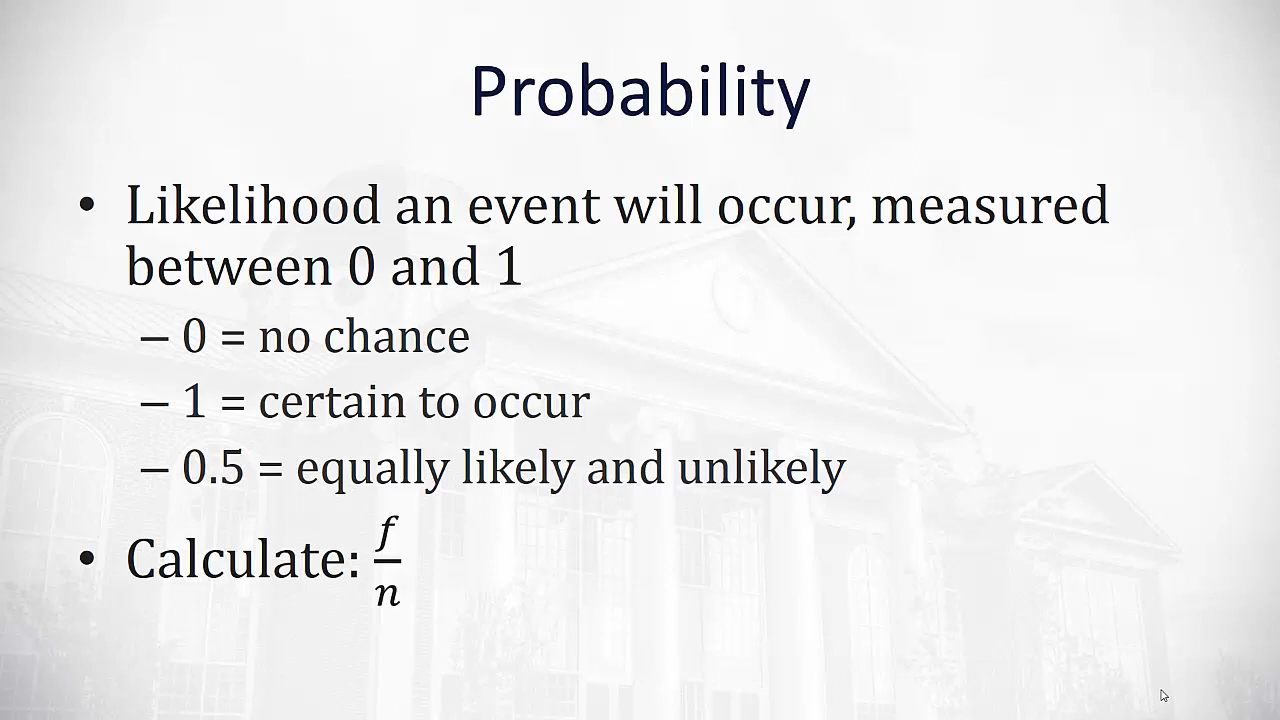 Probability
• Likelihood an event will occur, measured
between 0 and 1
– 0 = no chance
– 1 = certain to occur
– 0.5 = equally likely and unlikely
• Calculate: f/n